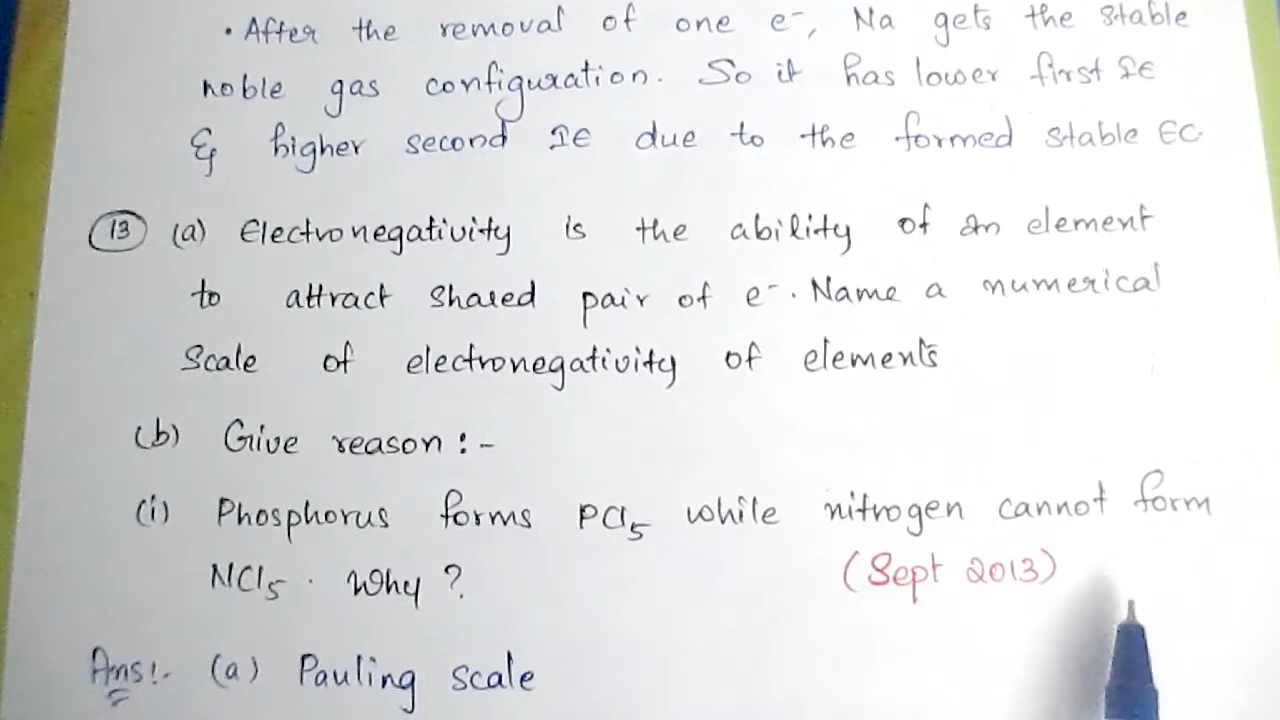 • After the removal of one e⁻, Na gets the stable
noble gas configuration. So it has lower first IE
& higher second IE due to the formed stable EC
13 (a) Electronegativity is the ability of an element
to attract shared pair of e⁻. Name a numerical
Scale of electronegativity of elements
(b) Give reason :-
(i) Phosphorus forms PCl₅ while nitrogen cannot form
NCl₅. Why ? (Sept 2013)
Ans:- (a) Pauling scale